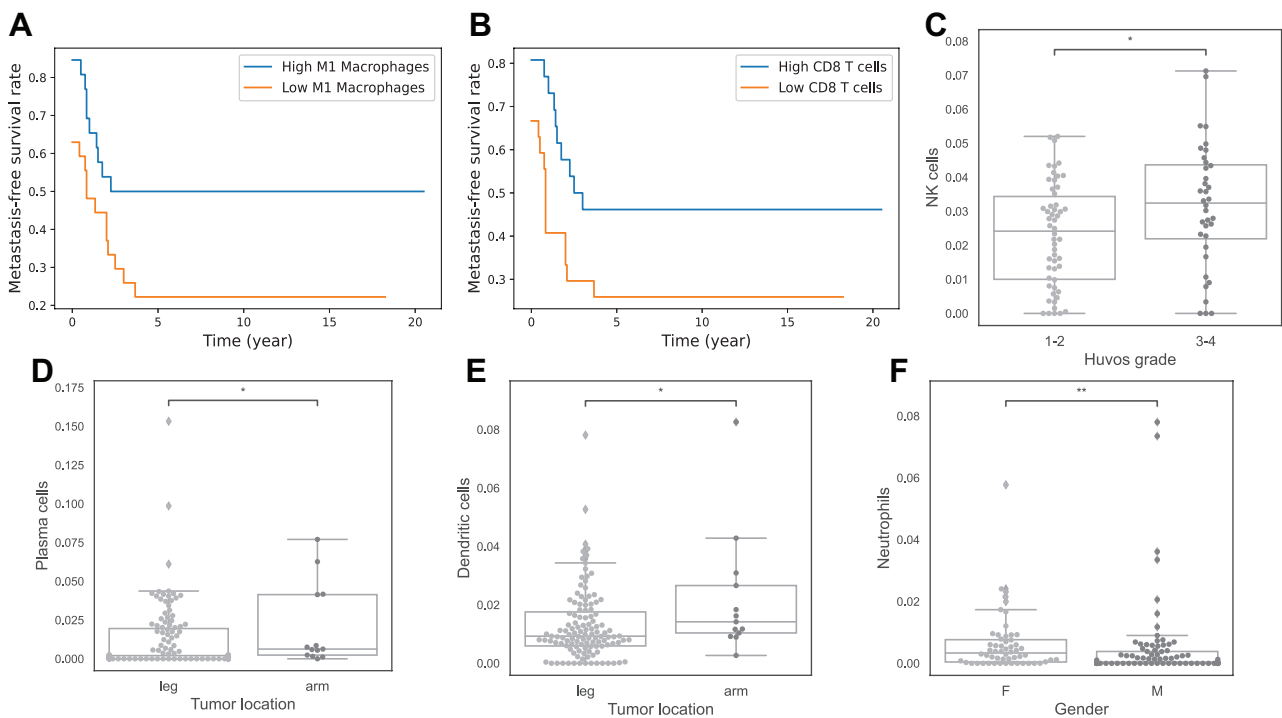 A
Metastasis-free survival rate
0.8
0.7
0.6
0.5
0.4
0.3
0.2
High M1 Macrophages
Low M1 Macrophages
0 5 10 15 20
Time (year)
B
Metastasis-free survival rate
0.8
0.7
0.6
0.5
0.4
0.3
High CD8 T cells
Low CD8 T cells
0 5 10 15 20
Time (year)
C
NK cells
0.08
0.07
0.06
0.05
0.04
0.03
0.02
0.01
0.00
*
1-2 3-4
Huvos grade
D
Plasma cells
0.175
0.150
0.125
0.100
0.075
0.050
0.025
0.000
*
leg arm
Tumor location
E
Dendritic cells
0.08
0.06
0.04
0.02
0.00
*
leg arm
Tumor location
F
Neutrophils
0.08
0.06
0.04
0.02
0.00
**
F M
Gender